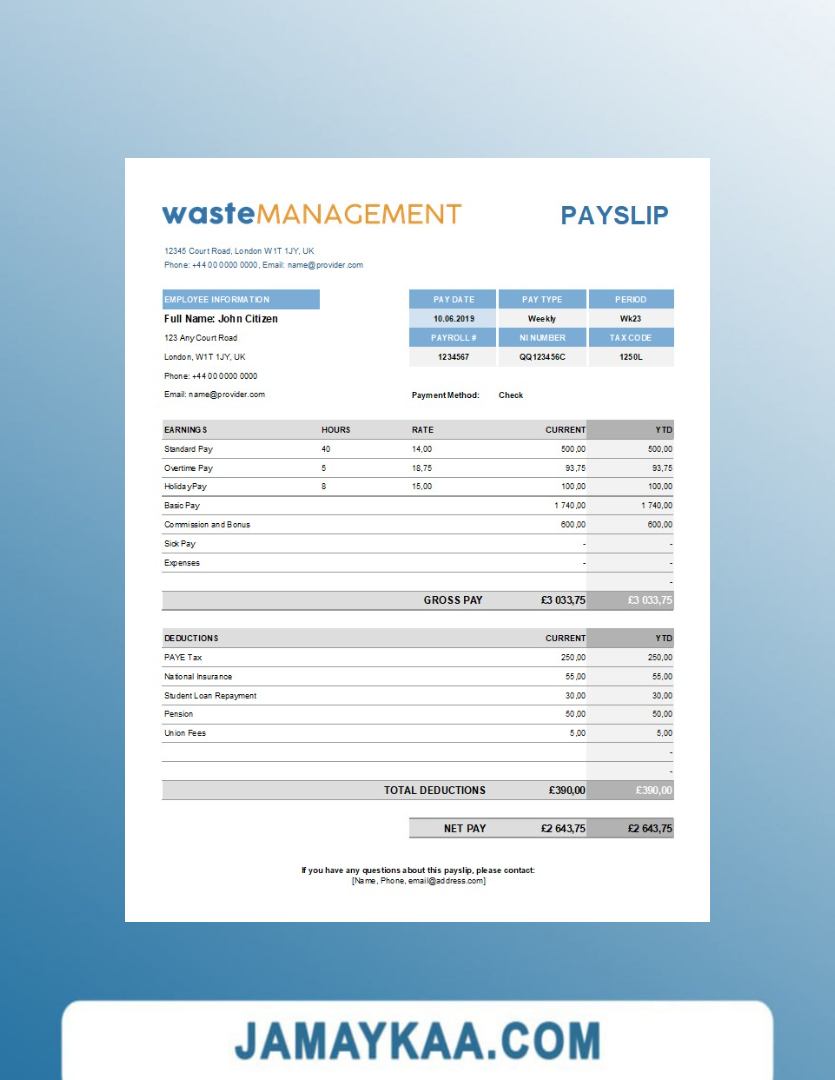 wasteMANAGEMENT PAYSLIP
12345 Court Road, London W1T 1JY, UK
Phone: +44 00 0000 0000, Email: name@provider.com
EMPLOYEE INFORMATION PAY DATE PAY TYPE PERIOD
Full Name: John Citizen 10.06.2019 Weekly Wk23
123 Any Court Road PAYROLL # NI NUMBER TAX CODE
London, W1T 1JY, UK 1234567 QQ123456C 1250L
Phone: +44 00 0000 0000
Email: name@provider.com Payment Method: Check
EARNINGS HOURS RATE CURRENT YTD
Standard Pay 40 14,00 500,00 500,00
Overtime Pay 5 18,75 93,75 93,75
Holiday Pay 8 15,00 100,00 100,00
Basic Pay 1 740,00 1 740,00
Commission and Bonus 600,00 600,00
Sick Pay - -
Expenses - -
-
GROSS PAY £3 033,75 £3 033,75
DEDUCTIONS CURRENT YTD
PAYE Tax 250,00 250,00
National Insurance 55,00 55,00
Student Loan Repayment 30,00 30,00
Pension 50,00 50,00
Union Fees 5,00 5,00
-
-
TOTAL DEDUCTIONS £390,00 £390,00
NET PAY £2 643,75 £2 643,75
If you have any questions about this payslip, please contact:
[Name, Phone, email@address.com]
JAMAYKAA.COM